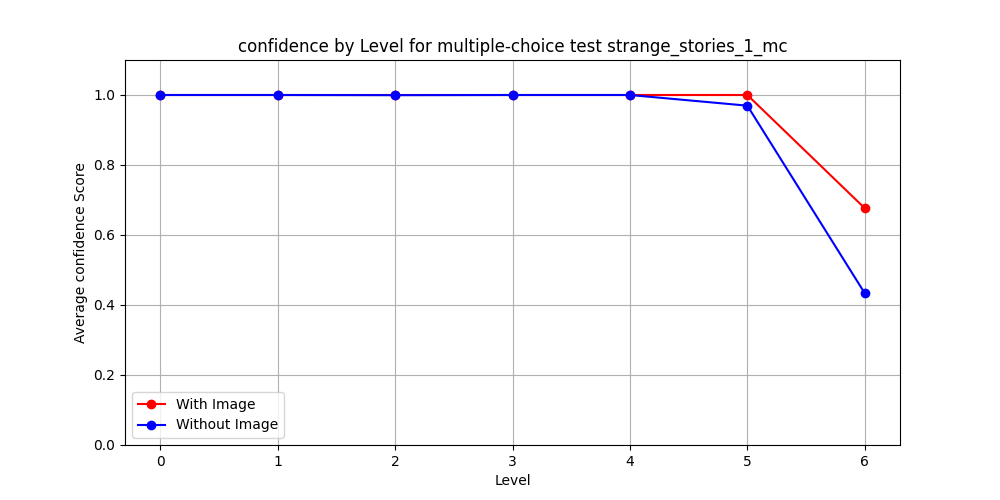 confidence by Level for multiple-choice test strange_stories_1_mc
Average confidence Score
1.0
0.8
0.6
0.4
0.2
0.0
With Image
Without Image
0 1 2 3 4 5 6
Level